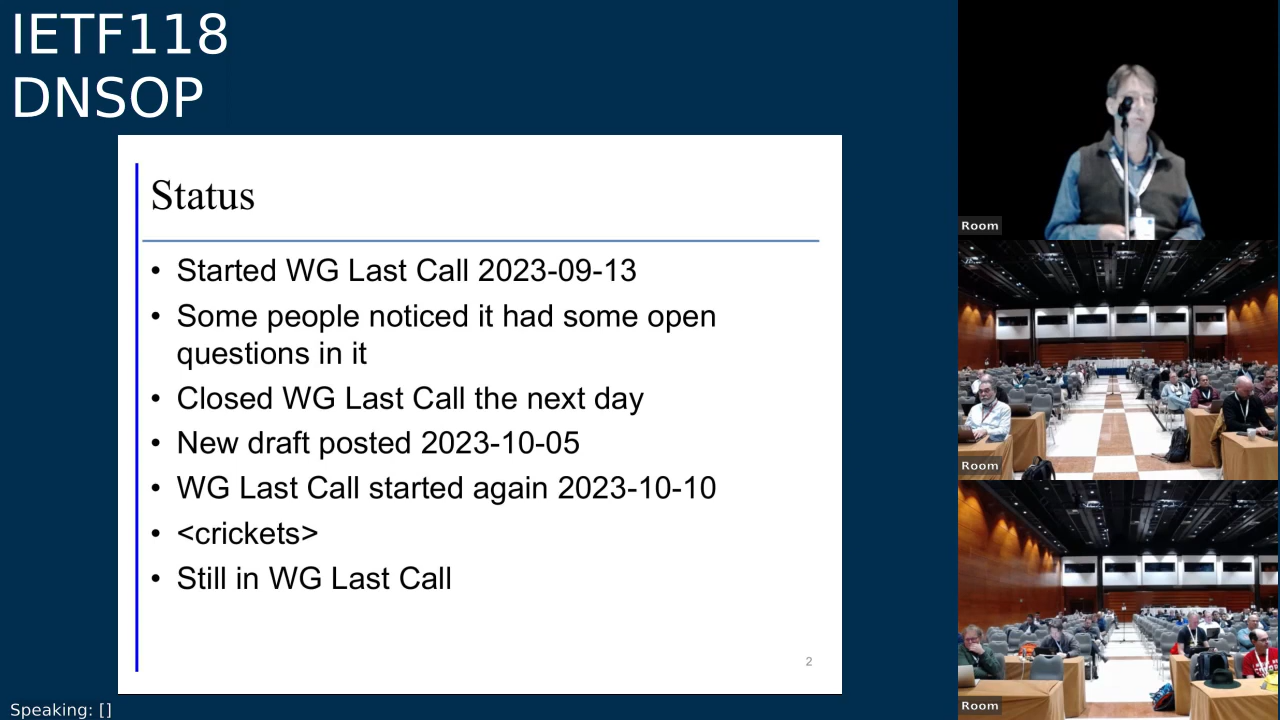 IETF118
DNSOP
Status
• Started WG Last Call 2023-09-13
• Some people noticed it had some open
questions in it
• Closed WG Last Call the next day
• New draft posted 2023-10-05
• WG Last Call started again 2023-10-10
• <crickets>
• Still in WG Last Call
2
Room
Room
Room
Speaking: []